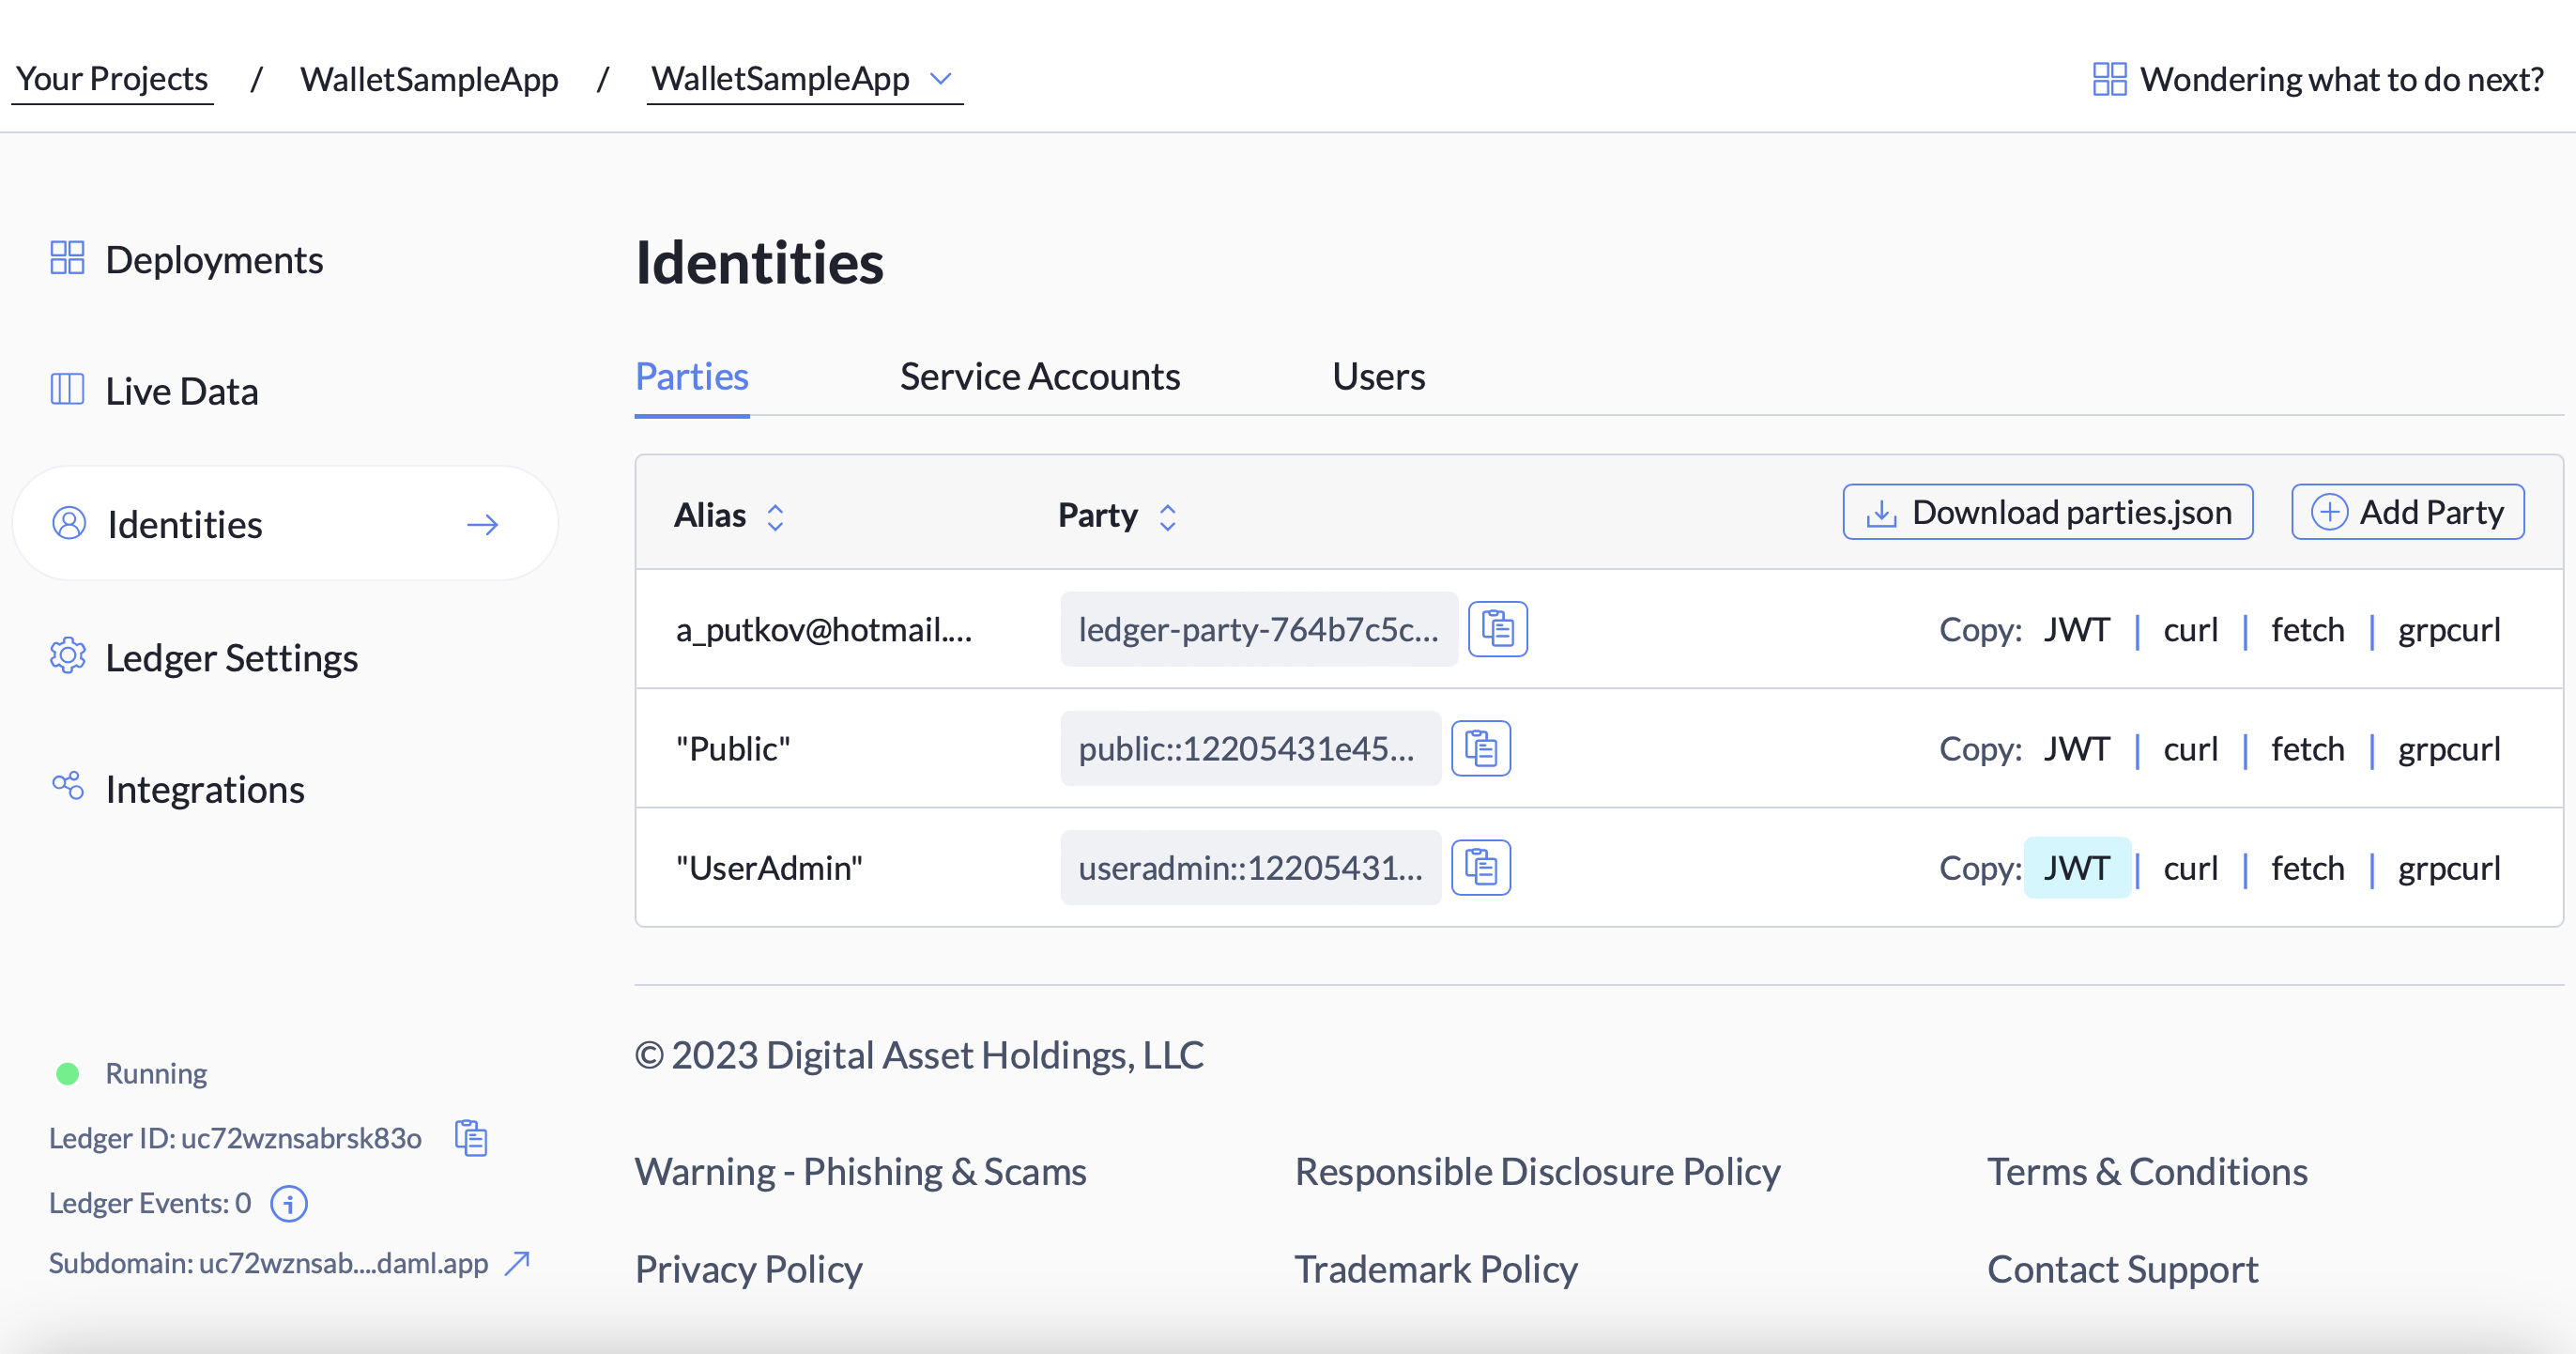 Your Projects / WalletSampleApp / WalletSampleApp
Wondering what to do next?
Deployments
Live Data
Identities
Ledger Settings
Integrations
Running
Ledger ID: uc72wznsabrsk83o
Ledger Events: 0
Subdomain: uc72wznsab....daml.app
Identities
Parties Service Accounts Users
Alias Party Download parties.json Add Party
a_putkov@hotmail.... ledger-party-764b7c5c... Copy: JWT | curl | fetch | grpcurl
"Public" public::12205431e45... Copy: JWT | curl | fetch | grpcurl
"UserAdmin" useradmin::12205431... Copy: JWT | curl | fetch | grpcurl
© 2023 Digital Asset Holdings, LLC
Warning - Phishing & Scams Responsible Disclosure Policy Terms & Conditions
Privacy Policy Trademark Policy Contact Support